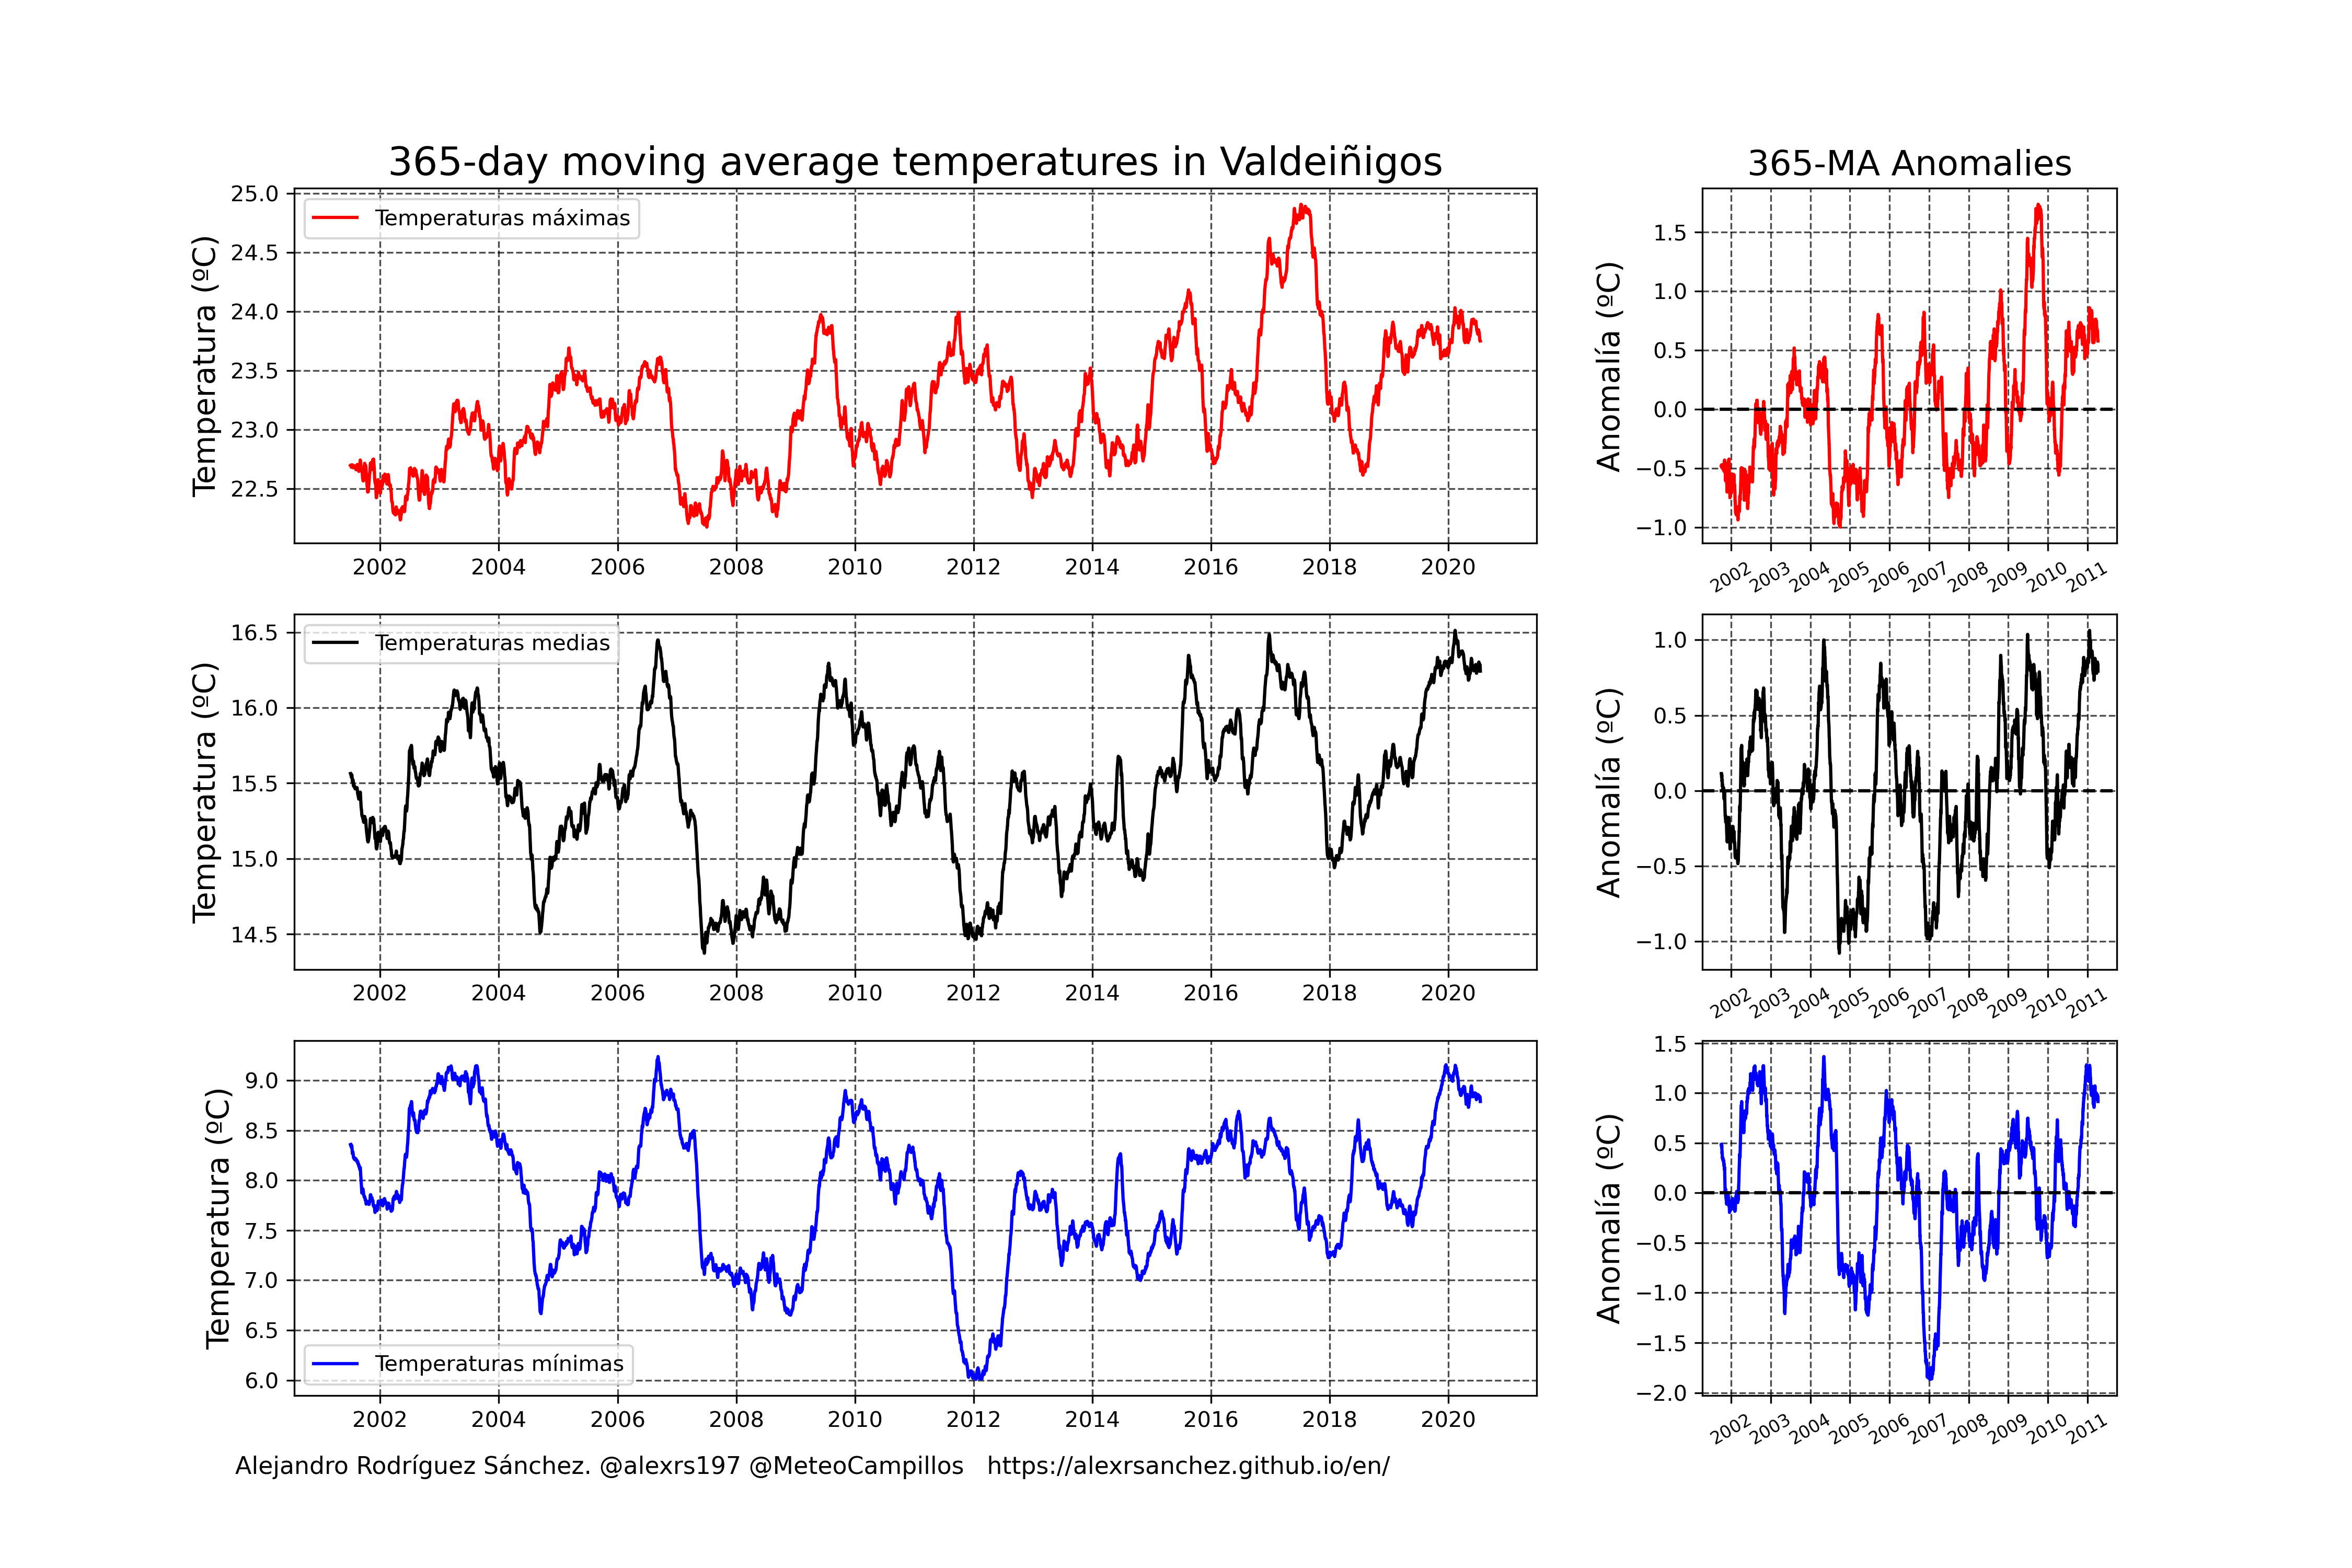 365-day moving average temperatures in Valdeiñigos
365-MA Anomalies
Temperatura (ºC)
25.0
24.5
24.0
23.5
23.0
22.5
Temperaturas máximas
2002 2004 2006 2008 2010 2012 2014 2016 2018 2020
Anomalía (ºC)
1.5
1.0
0.5
0.0
−0.5
−1.0
2002 2003 2004 2005 2006 2007 2008 2009 2010 2011
Temperatura (ºC)
16.5
16.0
15.5
15.0
14.5
Temperaturas medias
2002 2004 2006 2008 2010 2012 2014 2016 2018 2020
Anomalía (ºC)
1.0
0.5
0.0
−0.5
−1.0
2002 2003 2004 2005 2006 2007 2008 2009 2010 2011
Temperatura (ºC)
9.0
8.5
8.0
7.5
7.0
6.5
6.0
Temperaturas mínimas
2002 2004 2006 2008 2010 2012 2014 2016 2018 2020
Anomalía (ºC)
1.5
1.0
0.5
0.0
−0.5
−1.0
−1.5
−2.0
2002 2003 2004 2005 2006 2007 2008 2009 2010 2011
Alejandro Rodríguez Sánchez. @alexrs197 @MeteoCampillos   https://alexrsanchez.github.io/en/